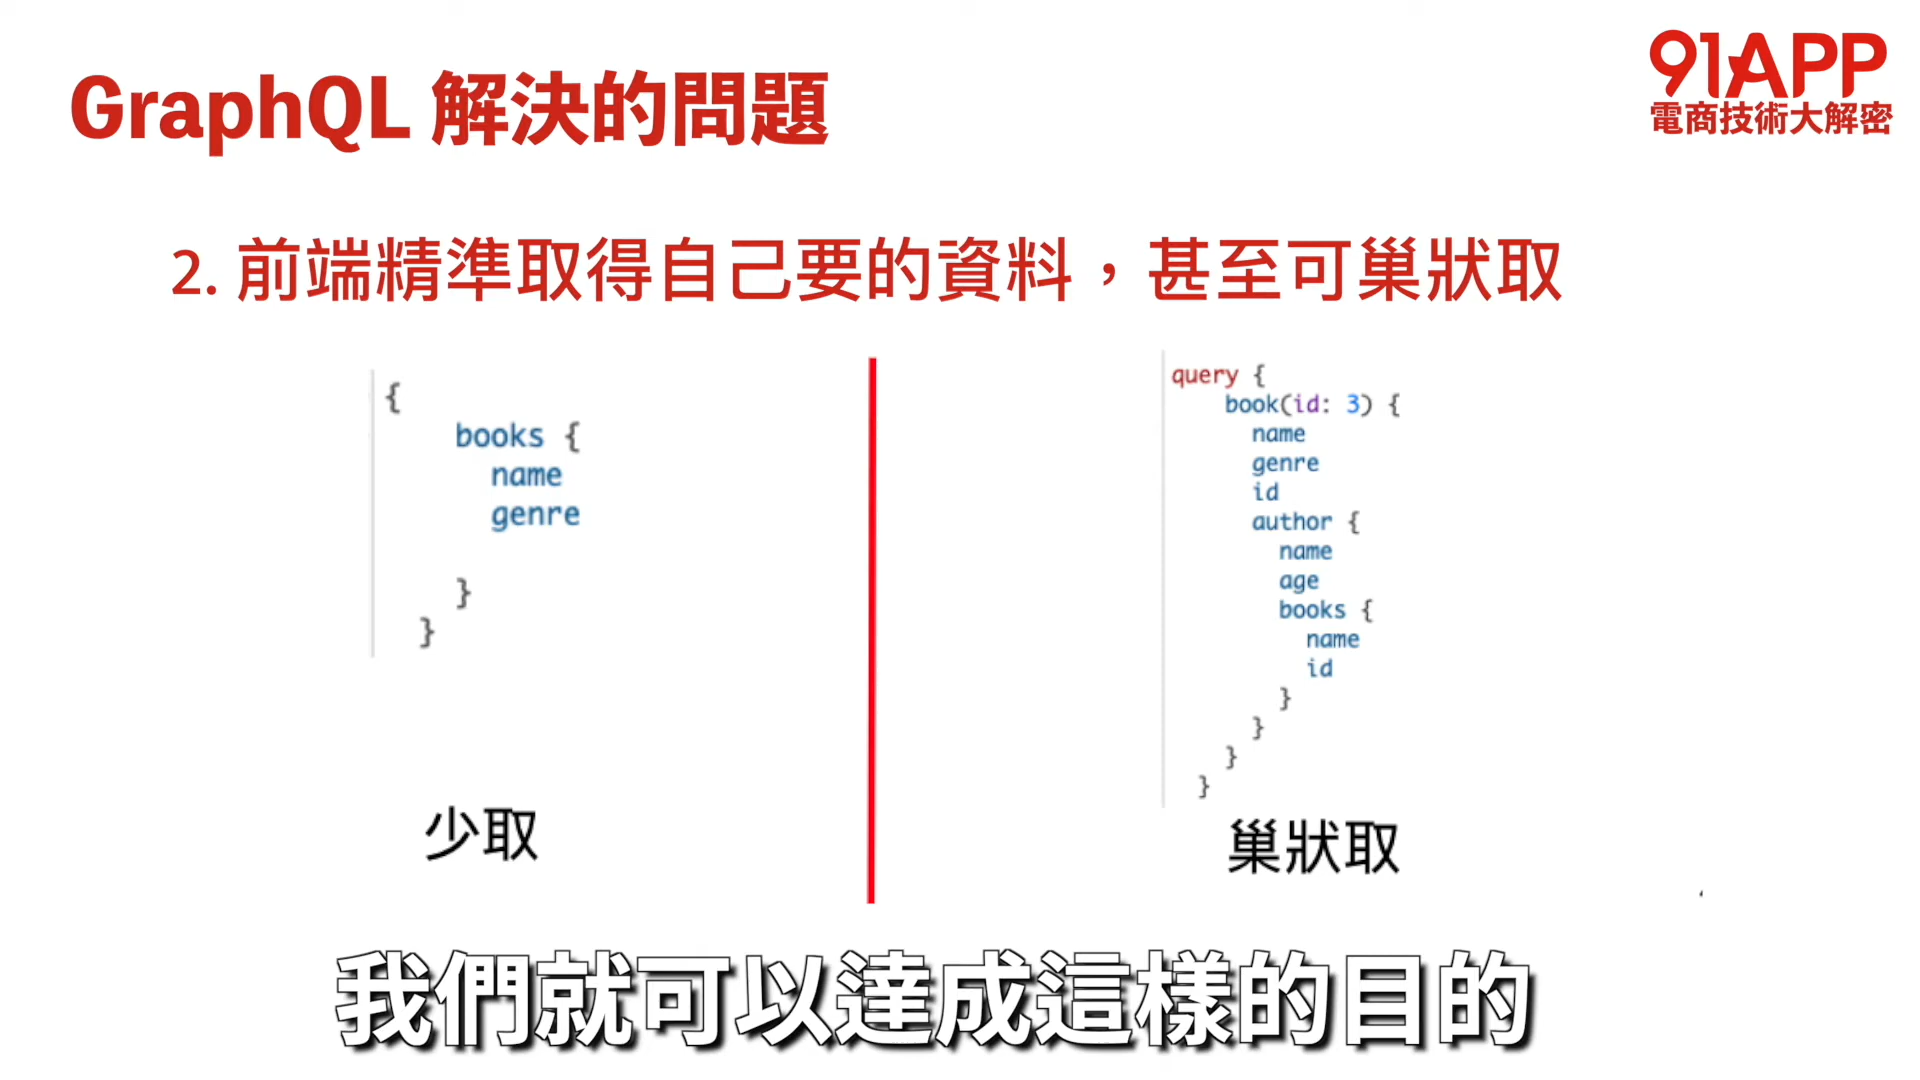 GraphQL 解決的問題
91APP
電商技術大解密
2. 前端精準取得自己要的資料，甚至可巢狀取
{
books {
name
genre
}
}
少取
query {
book(id: 3) {
name
genre
id
author {
name
age
books {
name
id
}
}
}
}
巢狀取
我們就可以達成這樣的目的